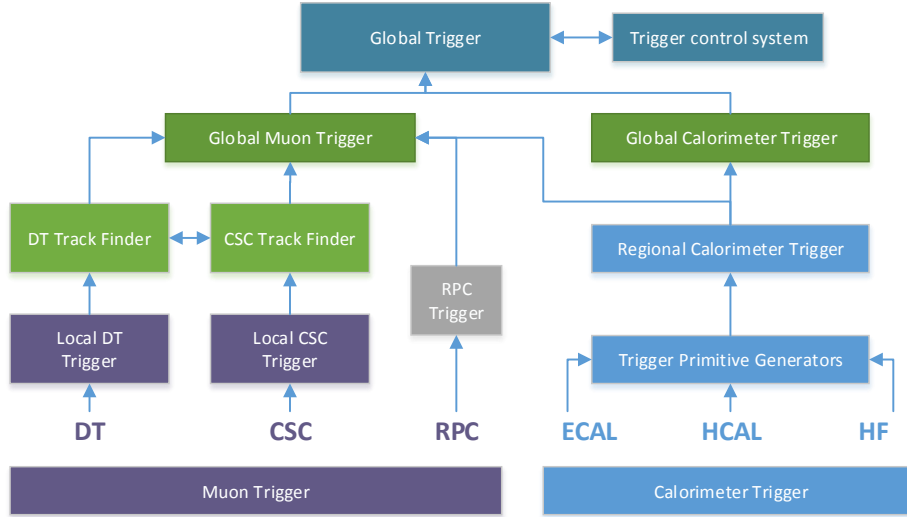 Global Trigger
Trigger control system
Global Muon Trigger
Global Calorimeter Trigger
DT Track Finder
CSC Track Finder
Regional Calorimeter Trigger
RPC
Trigger
Local DT
Trigger
Local CSC
Trigger
Trigger Primitive Generators
DT
CSC
RPC
ECAL
HCAL
HF
Muon Trigger
Calorimeter Trigger